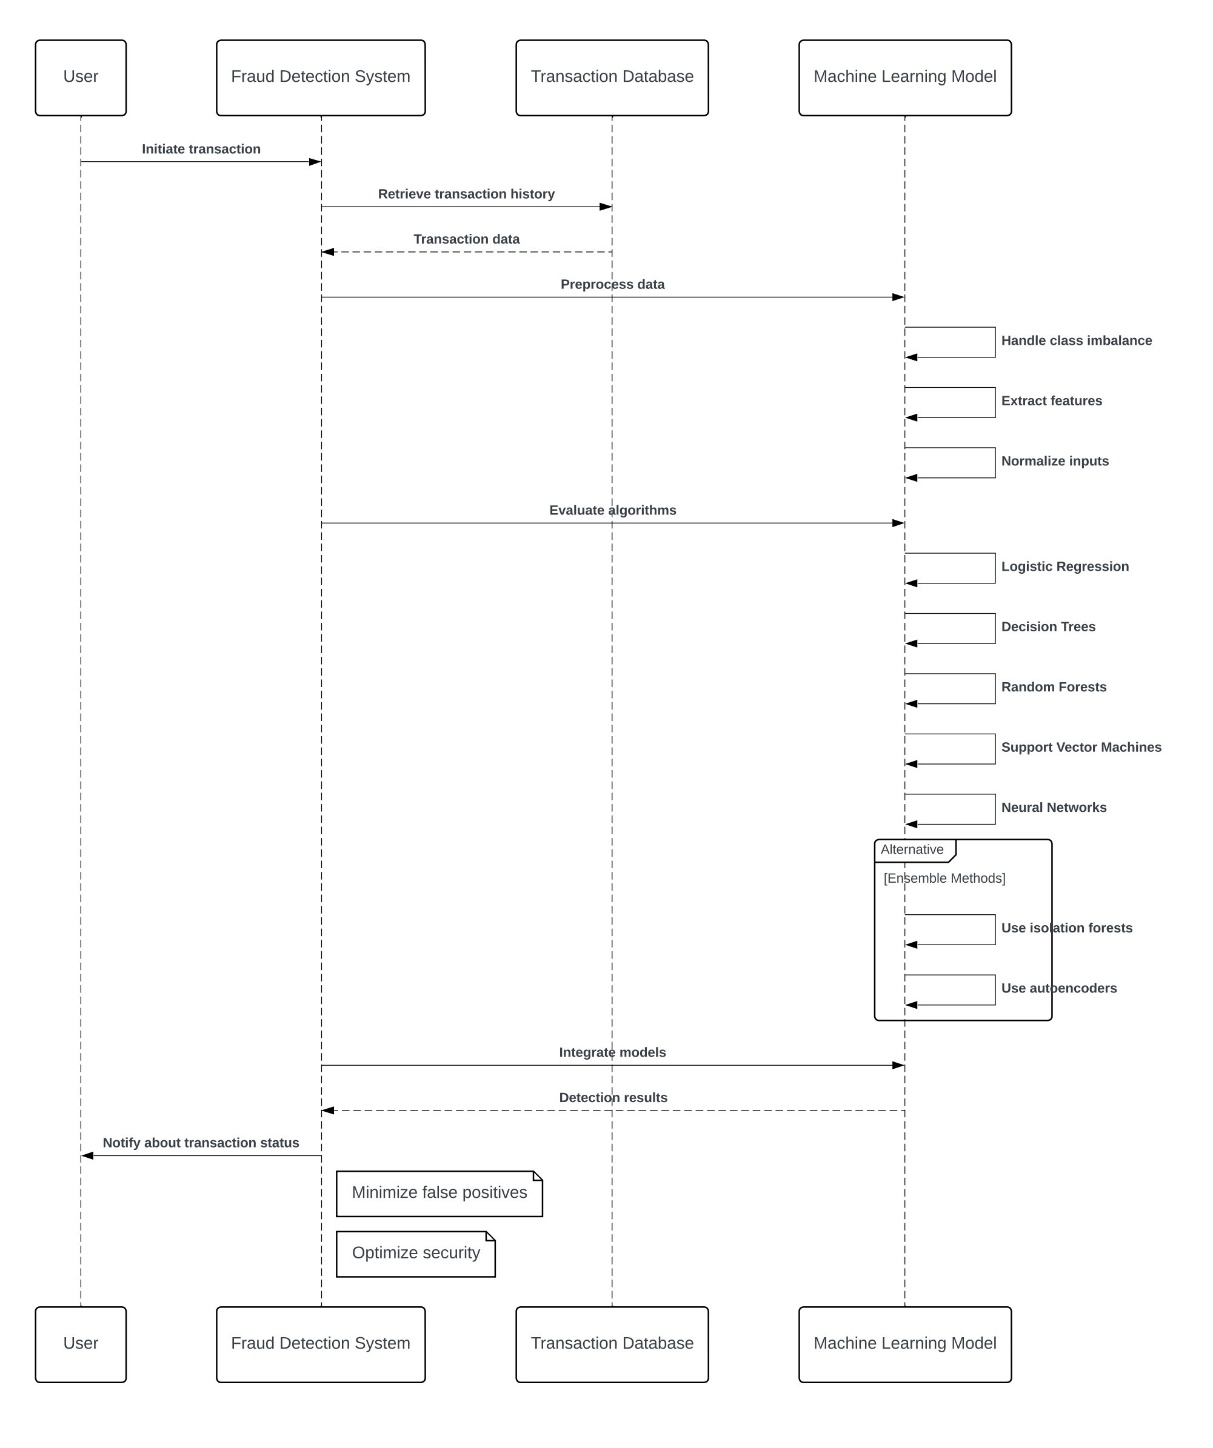 User
Fraud Detection System
Transaction Database
Machine Learning Model
Initiate transaction
Retrieve transaction history
Transaction data
Preprocess data
Handle class imbalance
Extract features
Normalize inputs
Evaluate algorithms
Logistic Regression
Decision Trees
Random Forests
Support Vector Machines
Neural Networks
Alternative
[Ensemble Methods]
Use isolation forests
Use autoencoders
Integrate models
Detection results
Notify about transaction status
Minimize false positives
Optimize security
User
Fraud Detection System
Transaction Database
Machine Learning Model